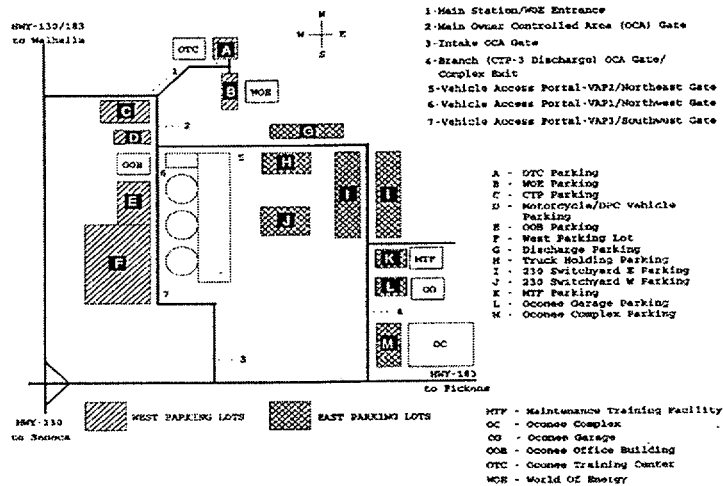 HWY-130/183
to Walhalla
N
W
E
S
OTC
A
B
WOE
1
C
2
D
G
OOB
6
5
H
I
I
E
J
F
K
MTF
L
OG
7
4
M
OC
3
HWY-183
to Pickens
HWY-130
to Seneca
WEST PARKING LOTS
EAST PARKING LOTS
1-Main Station/WOE Entrance
2-Main Owner Controlled Area (OCA) Gate
3-Intake OCA Gate
4-Branch (CTP-3 Discharge) OCA Gate/
Complex Exit
5-Vehicle Access Portal-VAP2/Northeast Gate
6-Vehicle Access Portal-VAP1/Northwest Gate
7-Vehicle Access Portal-VAP3/Southwest Gate
A - OTC Parking
B - WOE Parking
C - CTP Parking
D - Motorcycle/DPC Vehicle
Parking
E - OOB Parking
F - West Parking Lot
G - Discharge Parking
H - Truck Holding Parking
I - 230 Switchyard E Parking
J - 230 Switchyard W Parking
K - MTF Parking
L - Oconee Garage Parking
M - Oconee Complex Parking
MTF - Maintenance Training Facility
OC - Oconee Complex
OG - Oconee Garage
OOB - Oconee Office Building
OTC - Oconee Training Center
WOE - World Of Energy